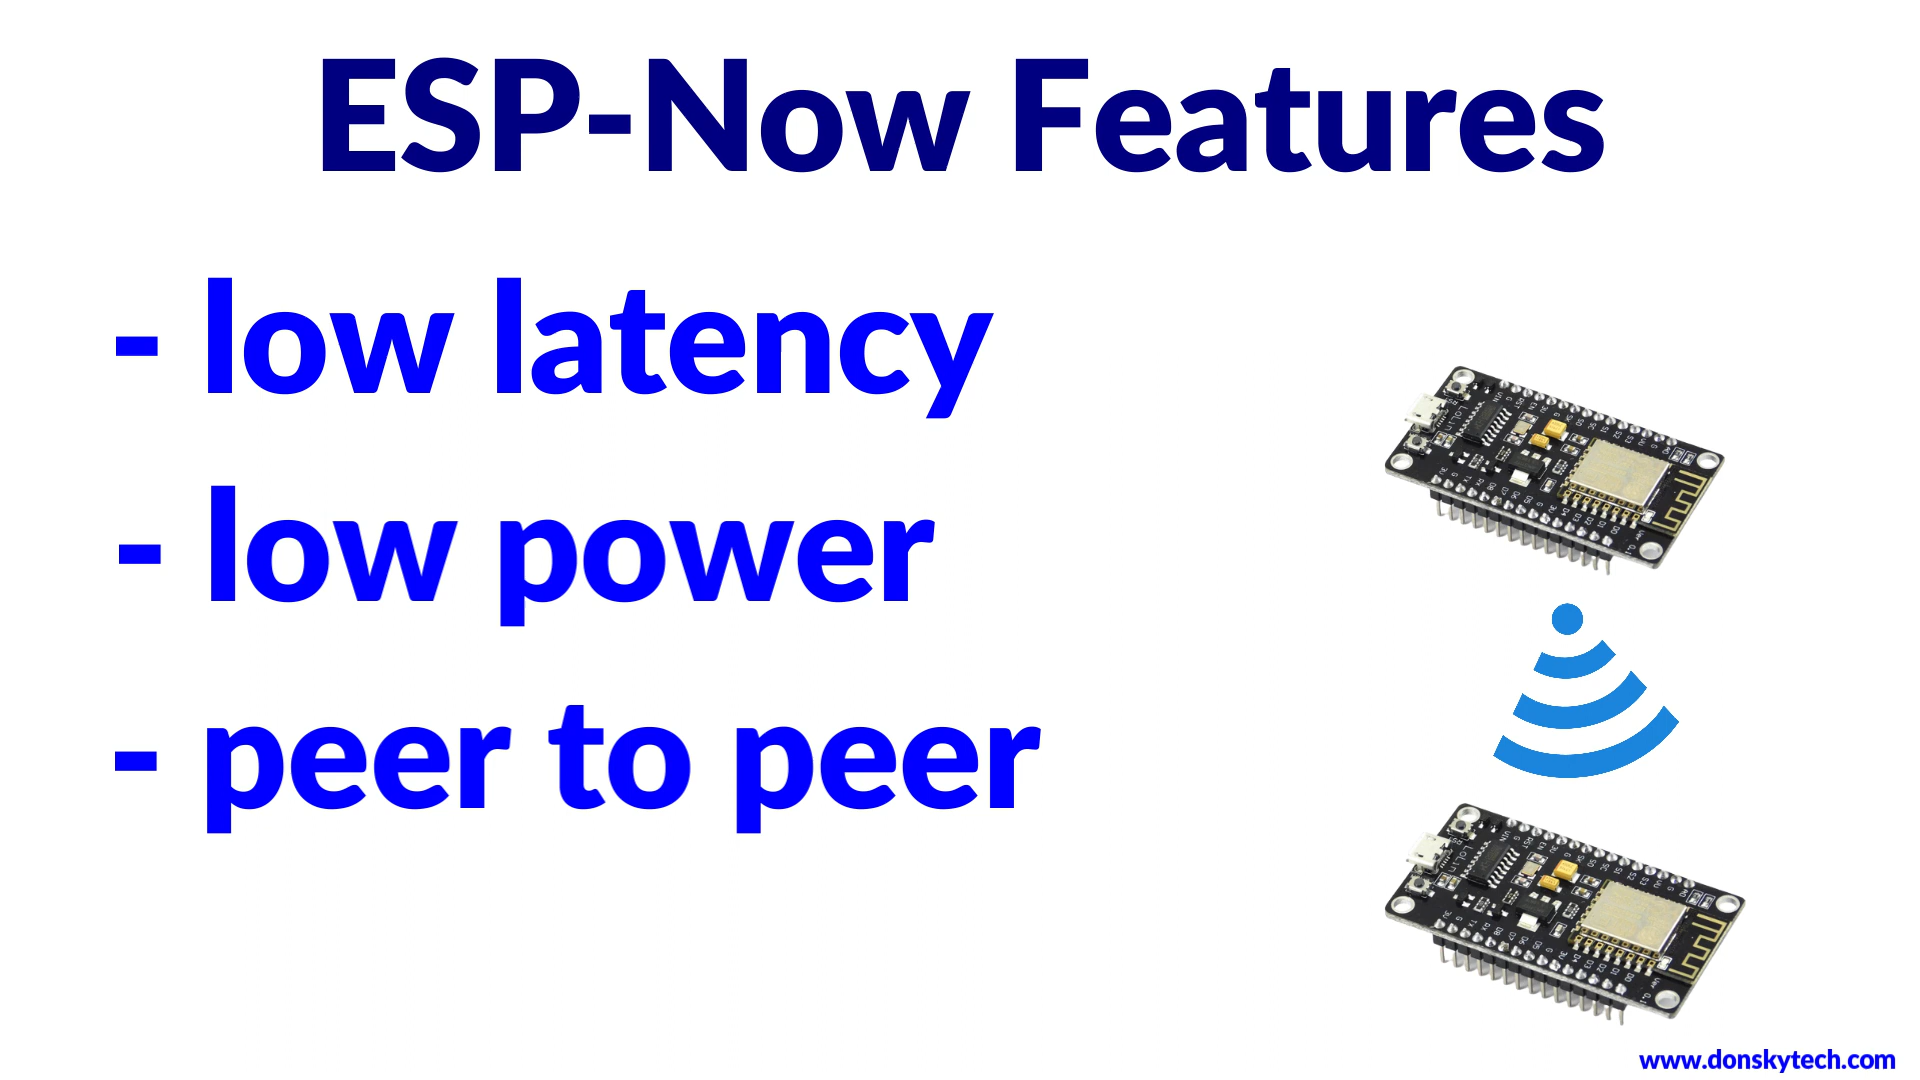 ESP-Now Features
- low latency
- low power
- peer to peer
www.donskytech.com